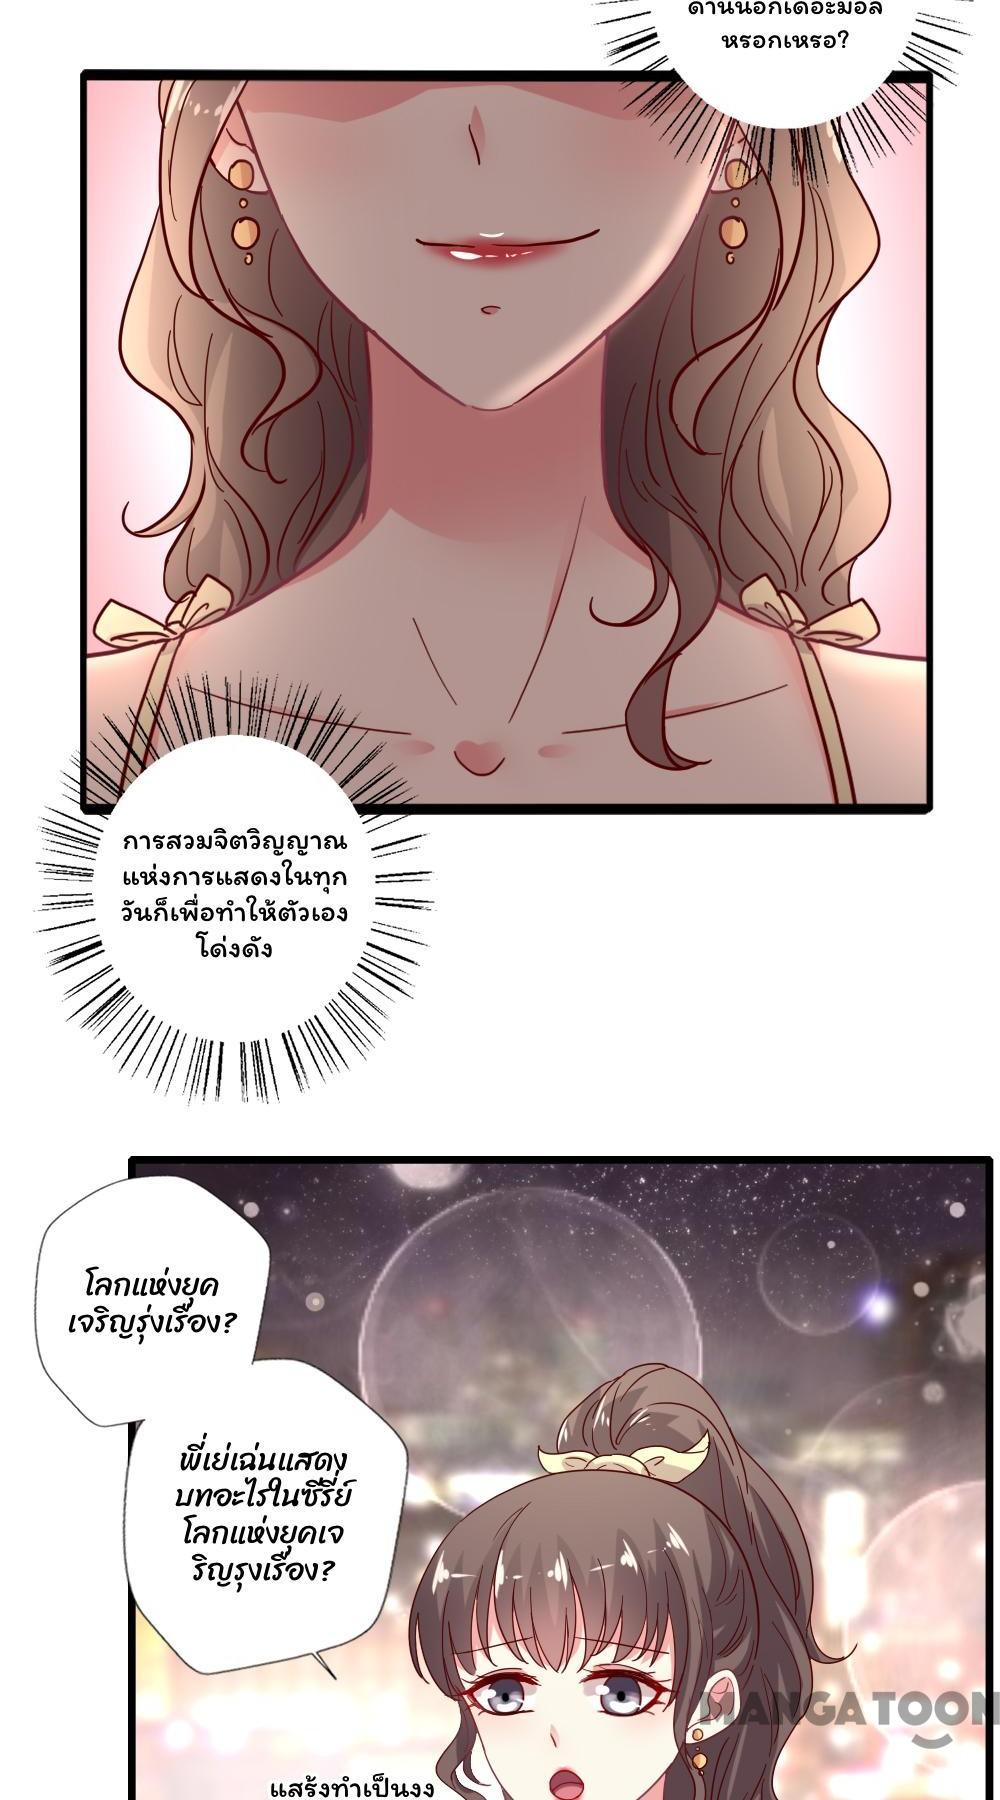 ด้านนอกเดอะมอล
หรอกเหรอ?
การสวมจิตวิญญาณ
แห่งการแสดงในทุก
วันก็เพื่อทำให้ตัวเอง
โด่งดัง
โลกแห่งยุค
เจริญรุ่งเรือง?
พี่เย่เฉ่นแสดง
บทอะไรในซีรี่ย์
โลกแห่งยุคเจ
ริญรุงเรือง?
MANGATOON
แสร้งทำเป็นงง